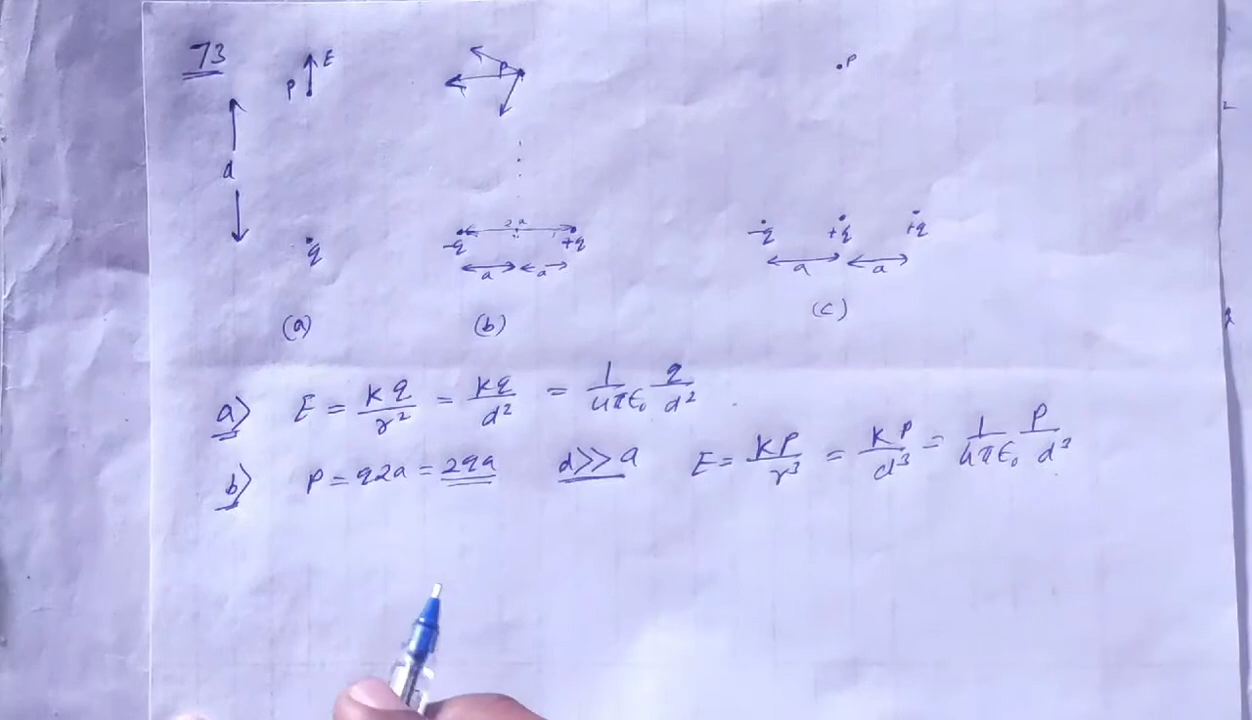 73
P E
P
.P
d
q
2a
-q +q
-q +q +q
a a
a a
(a) (b) (c)
a) E = Kq/r² = Kq/d² = 1/4πε₀ q/d²
b) P = q2a = 2qa d>>a E = KP/r³ = KP/d³ = 1/4πε₀ P/d³